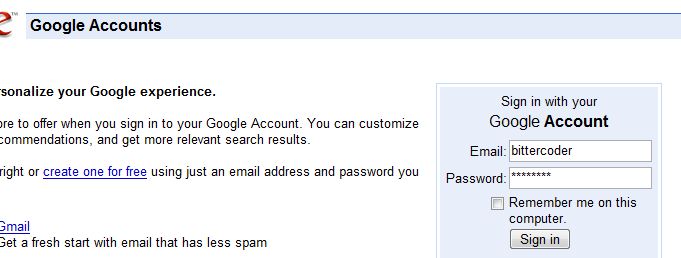 e™ Google Accounts
rsonalize your Google experience.
ore to offer when you sign in to your Google Account. You can customize
commendations, and get more relevant search results.
right or create one for free using just an email address and password you
Gmail
Get a fresh start with email that has less spam
Sign in with your
Google Account
Email: bittercoder
Password: ********
Remember me on this
computer.
Sign in